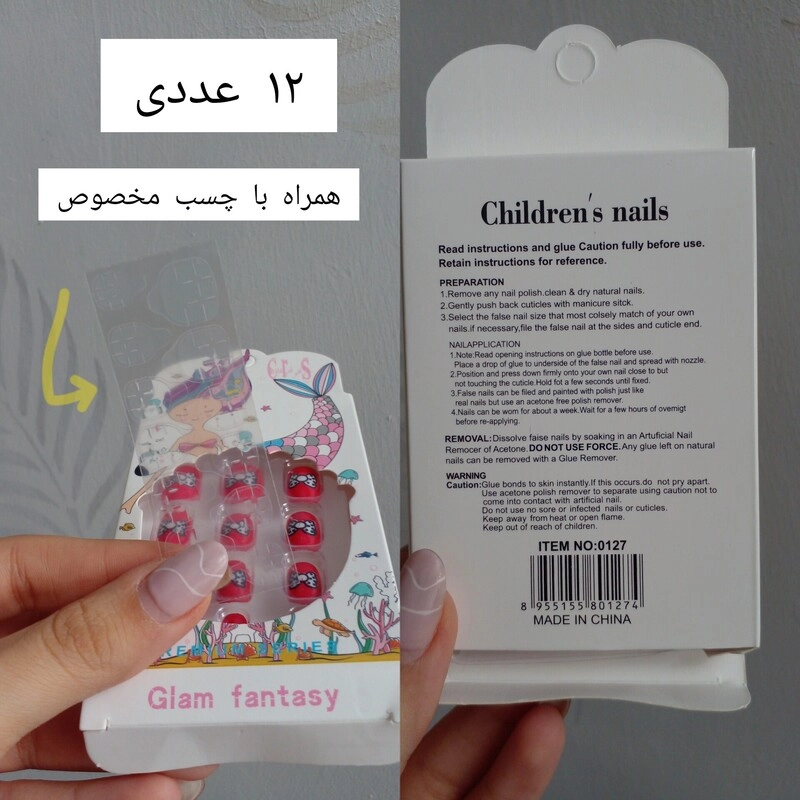 ۱۲ عددی
همراه با چسب مخصوص
Glam fantasy
Children's nails
Read instructions and glue Caution fully before use.
Retain instructions for reference.
PREPARATION
1.Remove any nail polish.clean & dry natural nails.
2.Gently push back cuticles with manicure sitck.
3.Select the false nail size that most colsely match of your own
nails.if necessary,file the false nail at the sides and cuticle end.
NAILAPPLICATION
1.Note:Read opening instructions on glue bottle before use.
Place a drop of glue to underside of the false nail and spread with nozzle.
2.Position and press down firmly onto your own nail close to but
not touching the cuticle.Hold fot a few seconds until fixed.
3.False nails can be filed and painted with polish just like
real nails but use an acetone free polish remover.
4.Nails can be wom for about a week.Wait for a few hours of ovemigt
before re-applying.
REMOVAL:Dissolve faise nails by soaking in an Artuficial Nail
Remocer of Acetone.DO NOT USE FORCE.Any glue left on natural
nails can be removed with a Glue Remover.
WARNING
Caution:Glue bonds to skin instantly.If this occurs.do not pry apart.
Use acetone polish remover to separate using caution not to
come into contact with artificial nail.
Do not use no sore or infected nails or cuticles.
Keep away from heat or open flame.
Keep out of reach of children.
ITEM NO:0127
8 955155 801274
MADE IN CHINA